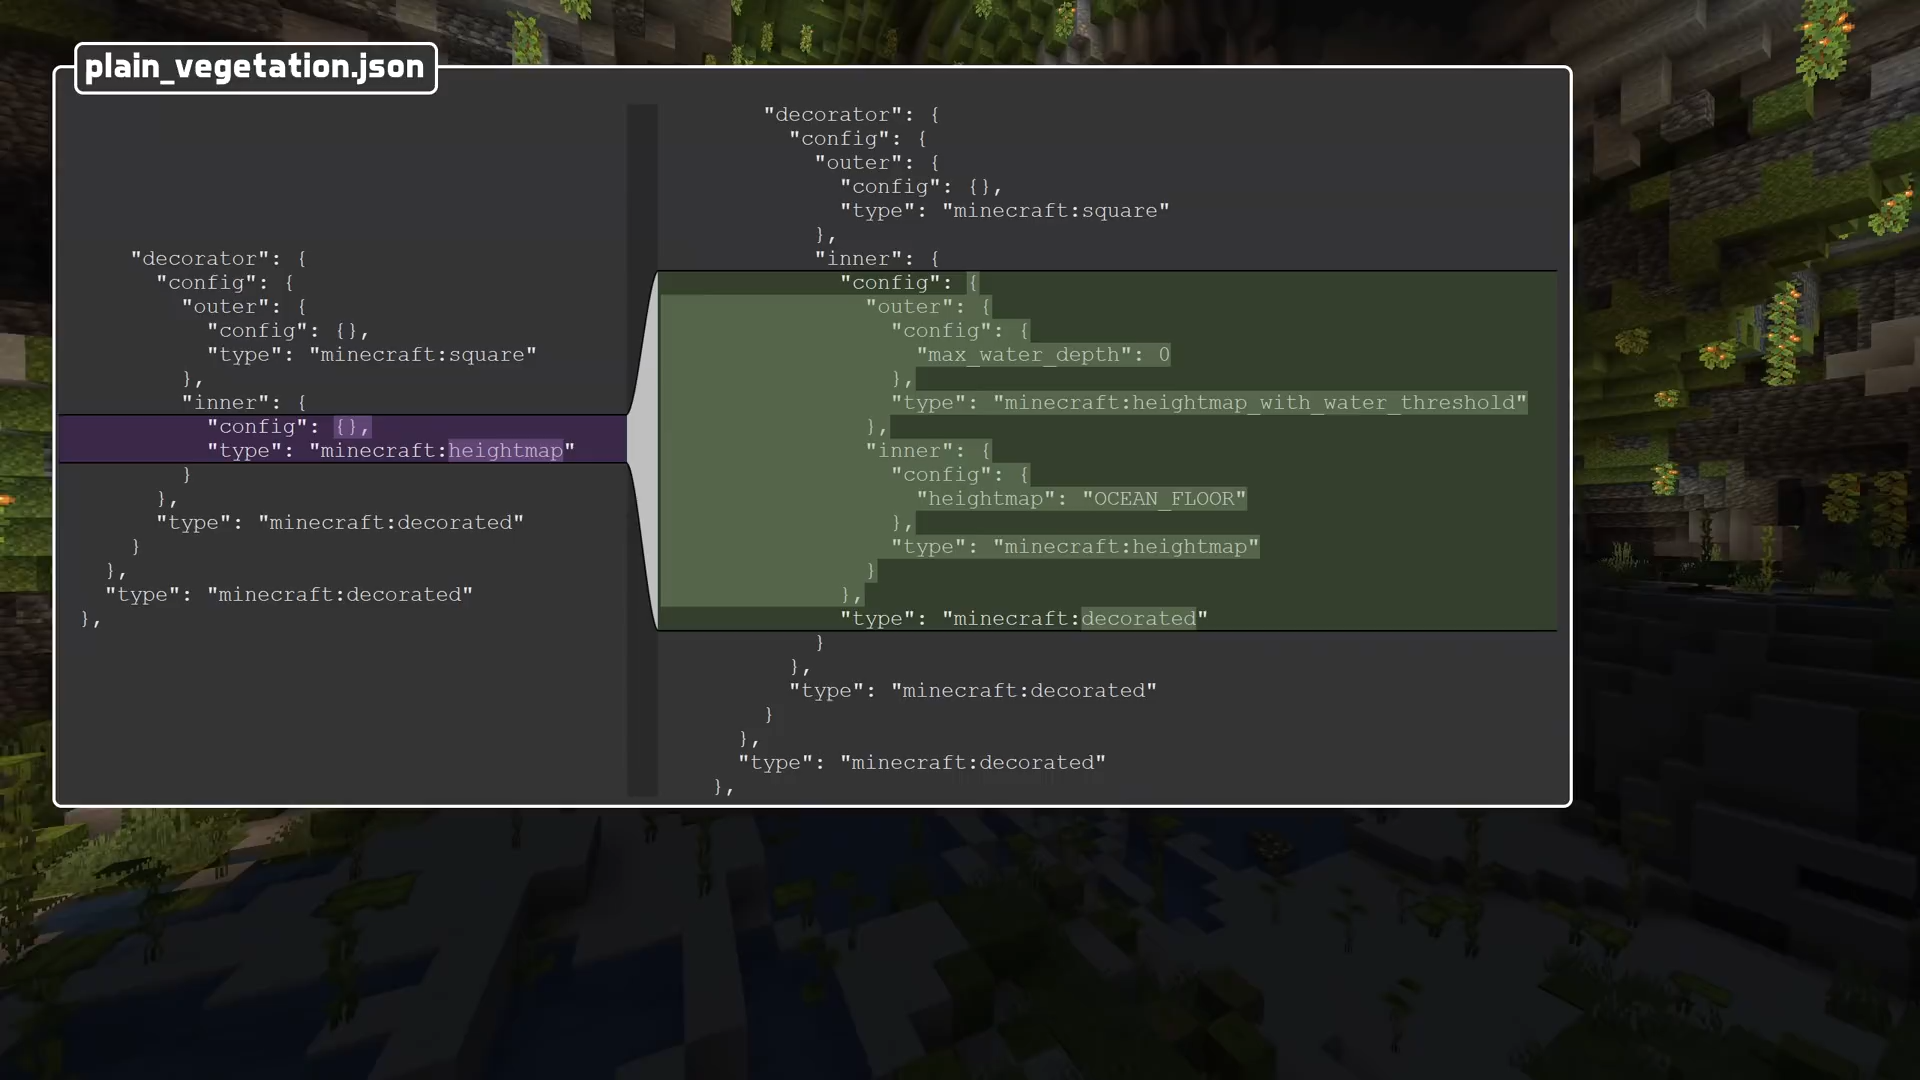 plain_vegetation.json
"decorator": {
"config": {
"outer": {
"config": {},
"type": "minecraft:square"
},
"inner": {
"config": {},
"type": "minecraft:heightmap"
}
},
"type": "minecraft:decorated"
}
},
"type": "minecraft:decorated"
},
"decorator": {
"config": {
"outer": {
"config": {},
"type": "minecraft:square"
},
"inner": {
"config": {
"outer": {
"config": {
"max_water_depth": 0
},
"type": "minecraft:heightmap_with_water_threshold"
},
"inner": {
"config": {
"heightmap": "OCEAN_FLOOR"
},
"type": "minecraft:heightmap"
}
},
"type": "minecraft:decorated"
}
},
"type": "minecraft:decorated"
}
},
"type": "minecraft:decorated"
},